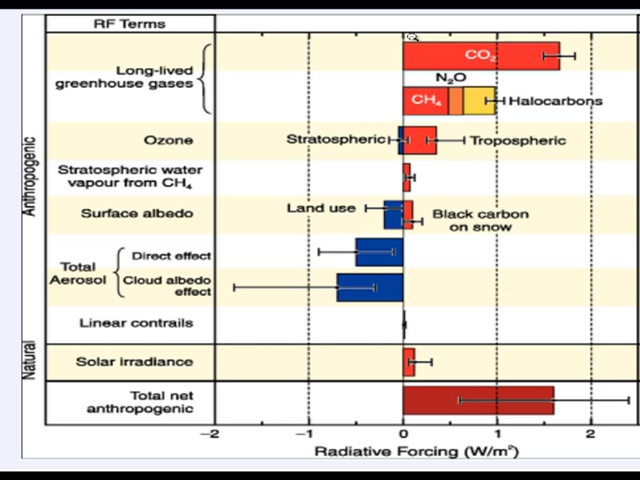 RF Terms
Long-lived
greenhouse gases
CO2
N2O
CH4
Halocarbons
Anthropogenic
Ozone
Stratospheric
Tropospheric
Stratospheric water
vapour from CH4
Surface albedo
Land use
Black carbon
on snow
Total
Aerosol
Direct effect
Cloud albedo
effect
Linear contrails
Natural
Solar irradiance
Total net
anthropogenic
-2 -1 0 1 2
Radiative Forcing (W/m²)